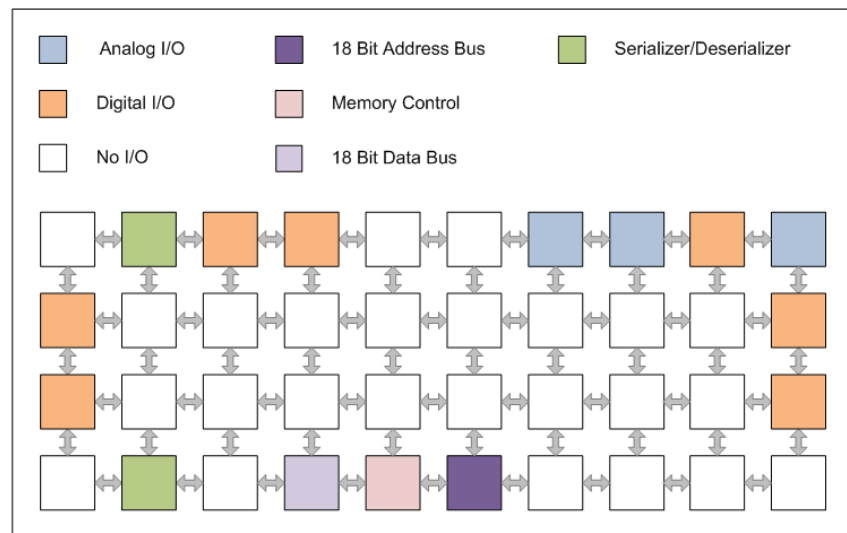 Analog I/O
18 Bit Address Bus
Serializer/Deserializer
Digital I/O
Memory Control
No I/O
18 Bit Data Bus